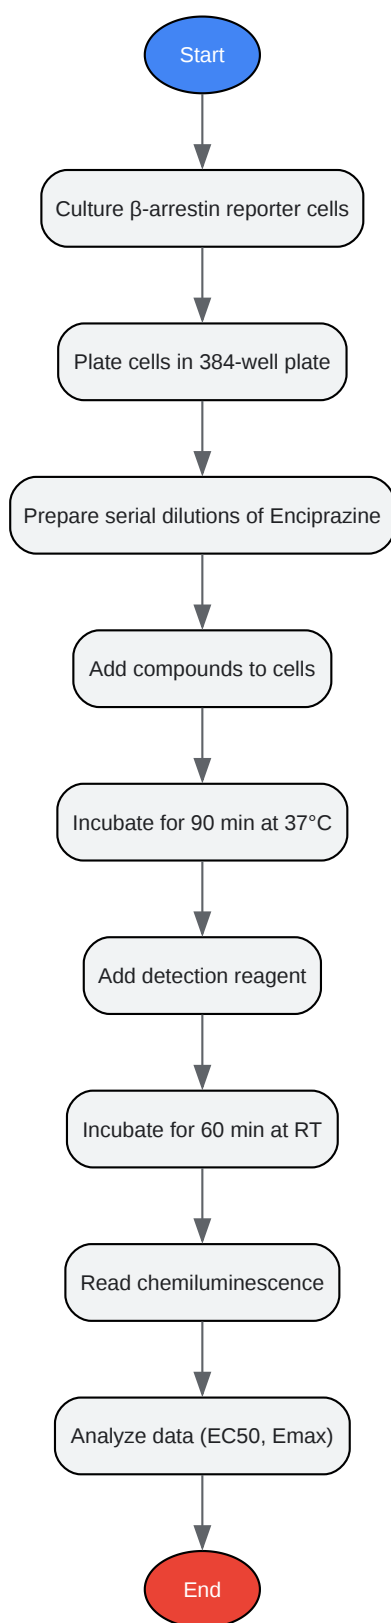 Start
Culture β-arrestin reporter cells
Plate cells in 384-well plate
Prepare serial dilutions of Enciprazine
Add compounds to cells
Incubate for 90 min at 37°C
Add detection reagent
Incubate for 60 min at RT
Read chemiluminescence
Analyze data (EC50, Emax)
End